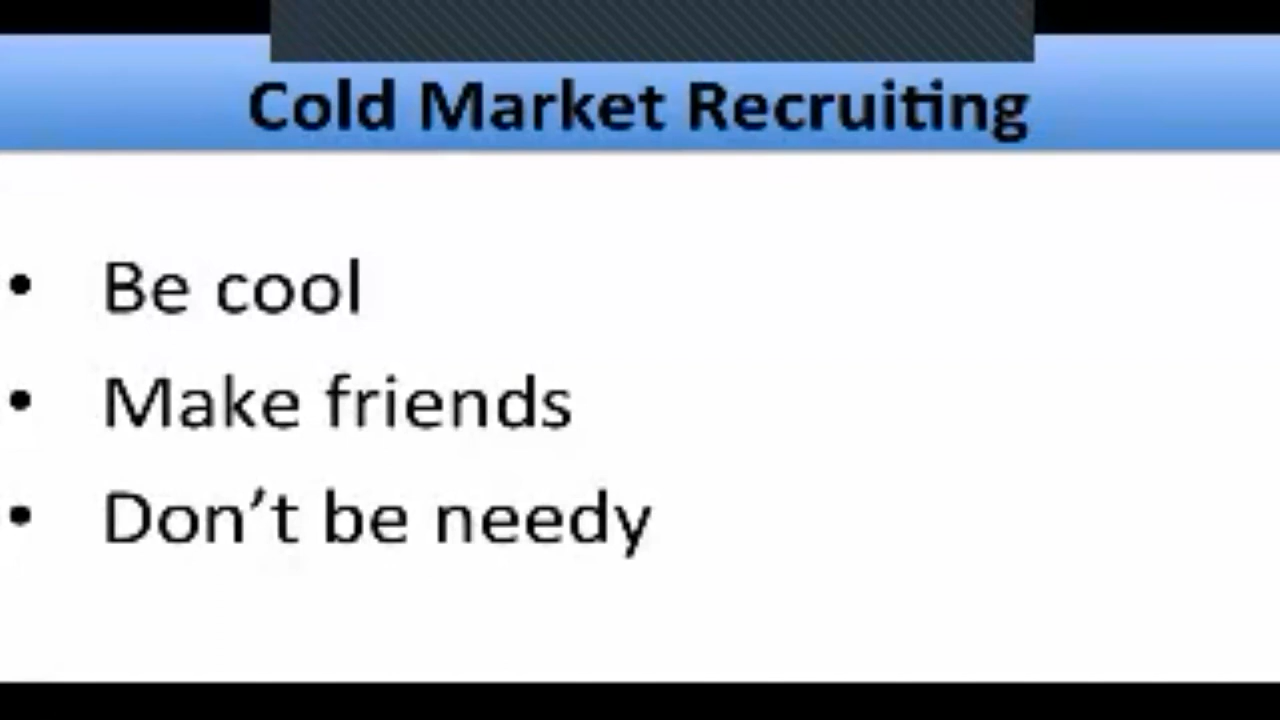 Cold Market Recruiting
• Be cool
• Make friends
• Don’t be needy